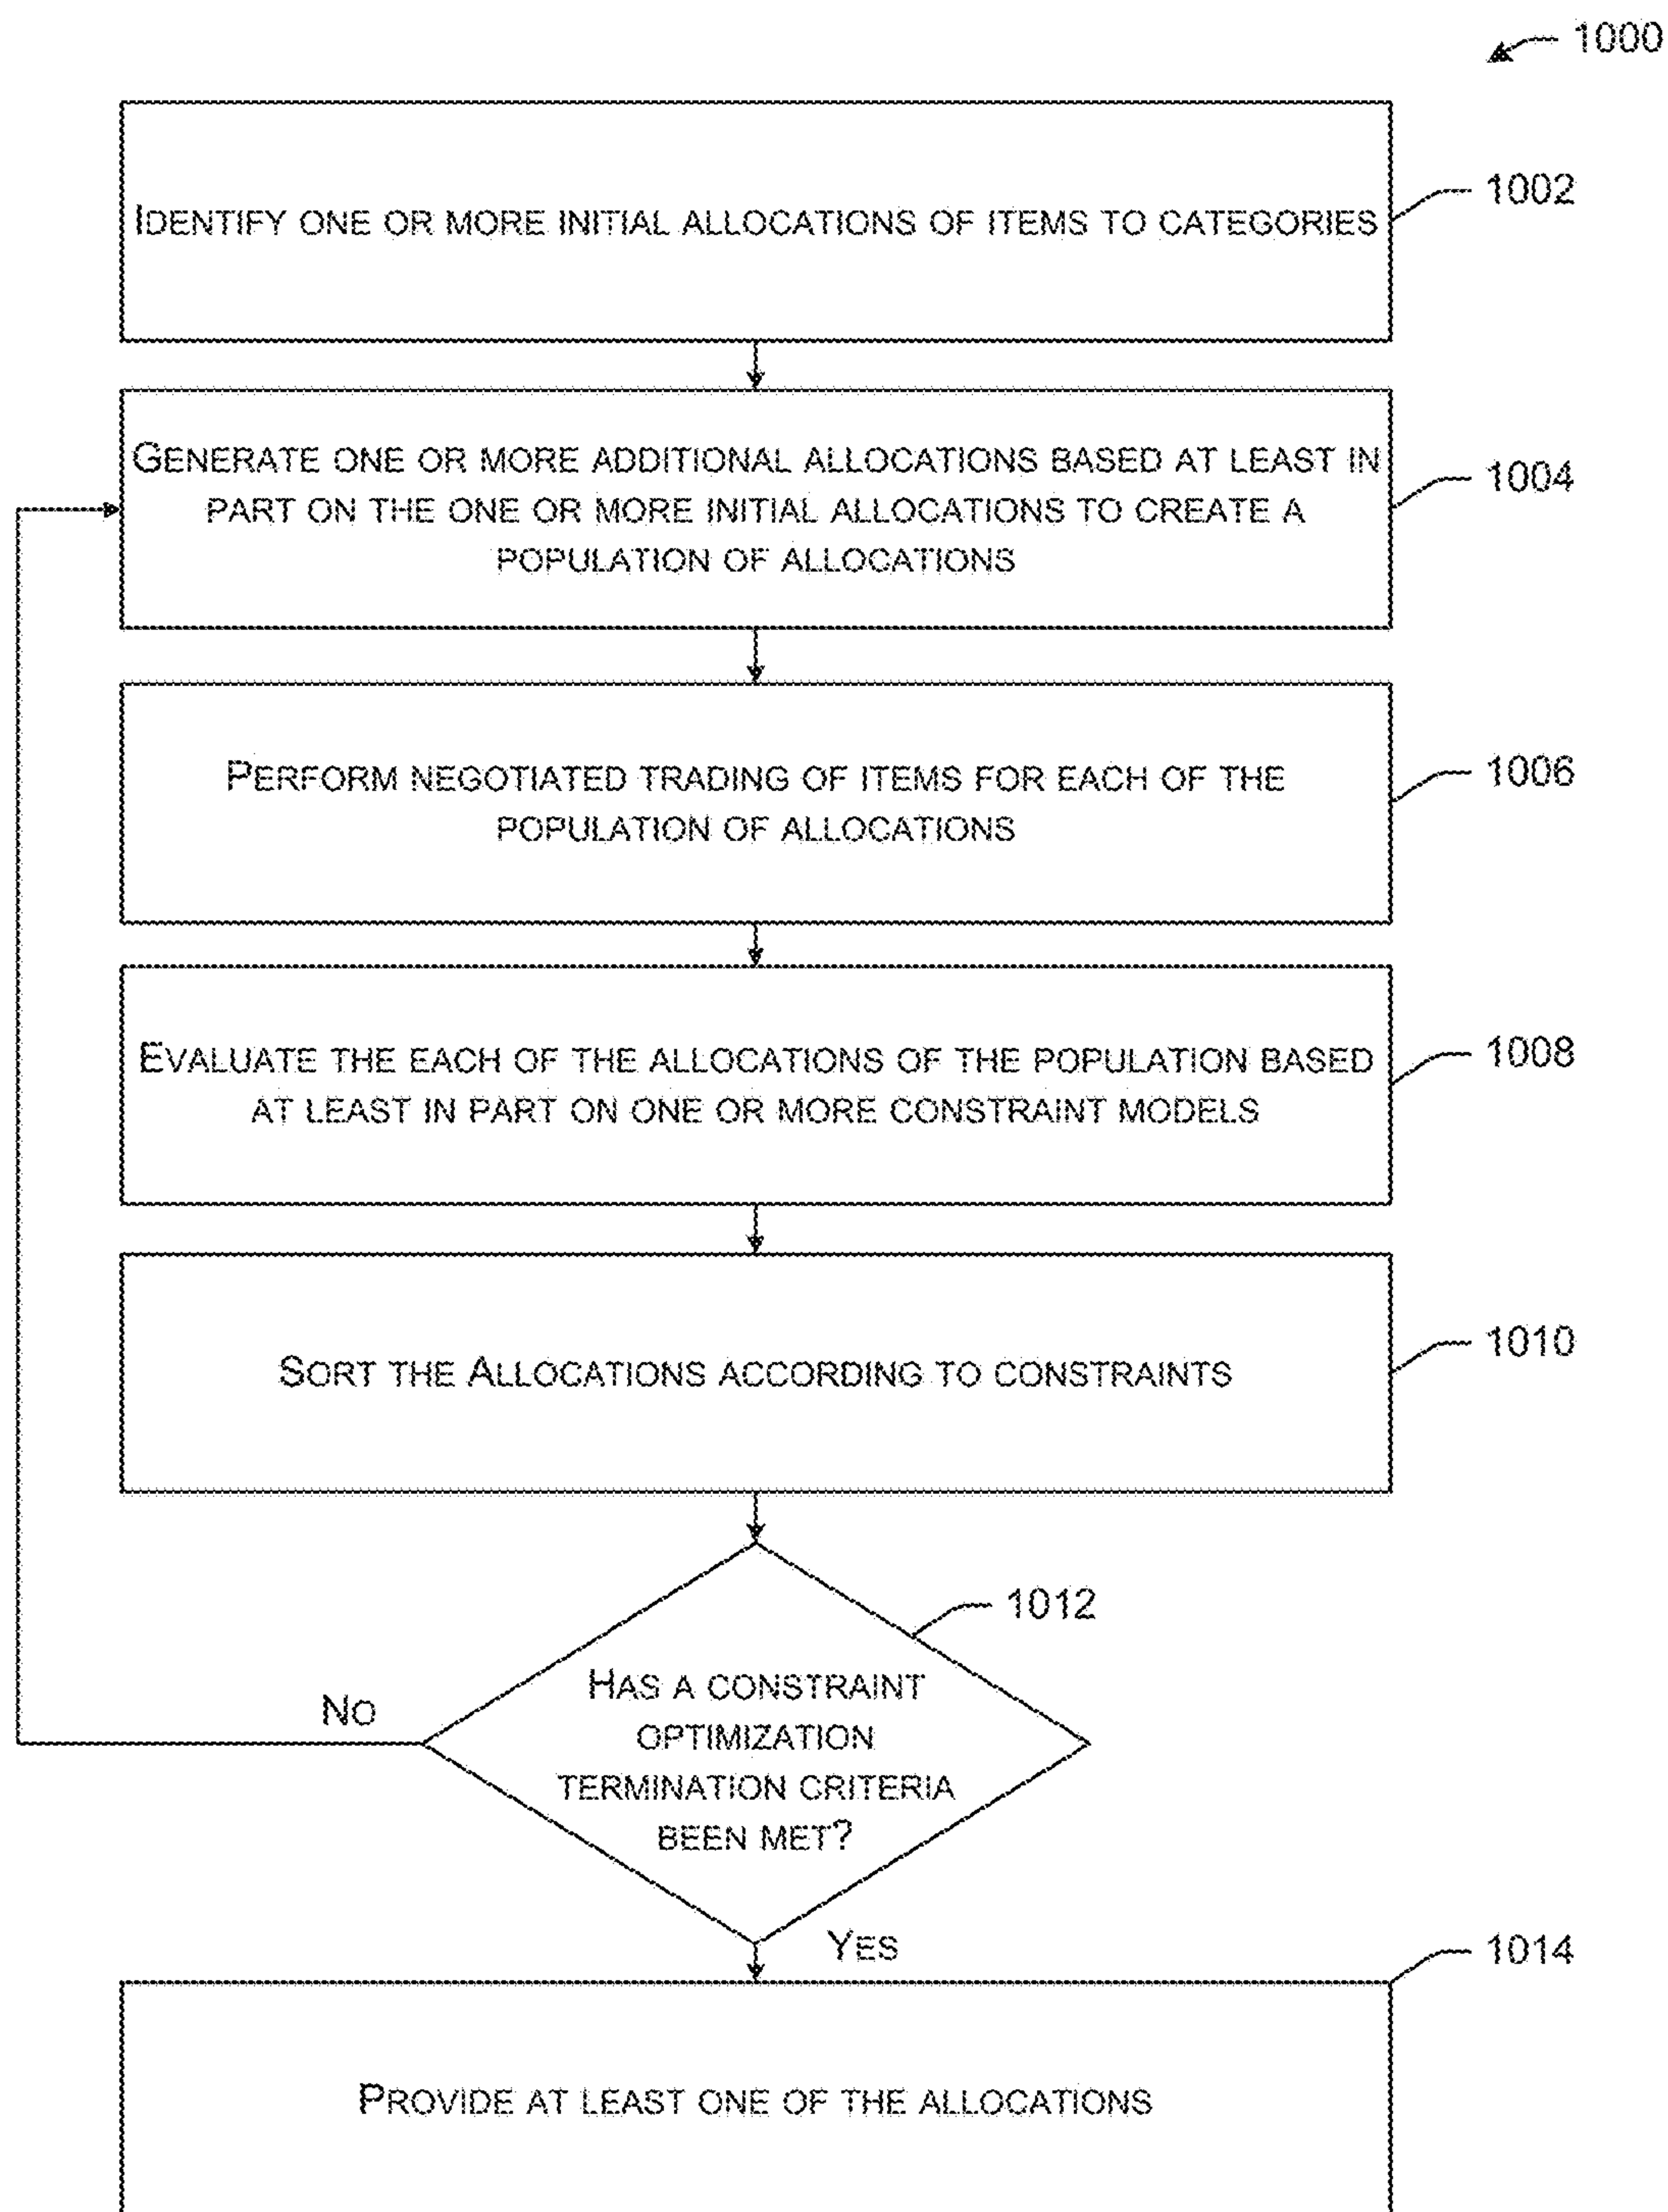 1000
IDENTIFY ONE OR MORE INITIAL ALLOCATIONS OF ITEMS TO CATEGORIES
1002
GENERATE ONE OR MORE ADDITIONAL ALLOCATIONS BASED AT LEAST IN
PART ON THE ONE OR MORE INITIAL ALLOCATIONS TO CREATE A
POPULATION OF ALLOCATIONS
1004
PERFORM NEGOTIATED TRADING OF ITEMS FOR EACH OF THE
POPULATION OF ALLOCATIONS
1006
EVALUATE THE EACH OF THE ALLOCATIONS OF THE POPULATION BASED
AT LEAST IN PART ON ONE OR MORE CONSTRAINT MODELS
1008
SORT THE ALLOCATIONS ACCORDING TO CONSTRAINTS
1010
1012
HAS A CONSTRAINT
OPTIMIZATION
TERMINATION CRITERIA
BEEN MET?
NO
YES
1014
PROVIDE AT LEAST ONE OF THE ALLOCATIONS